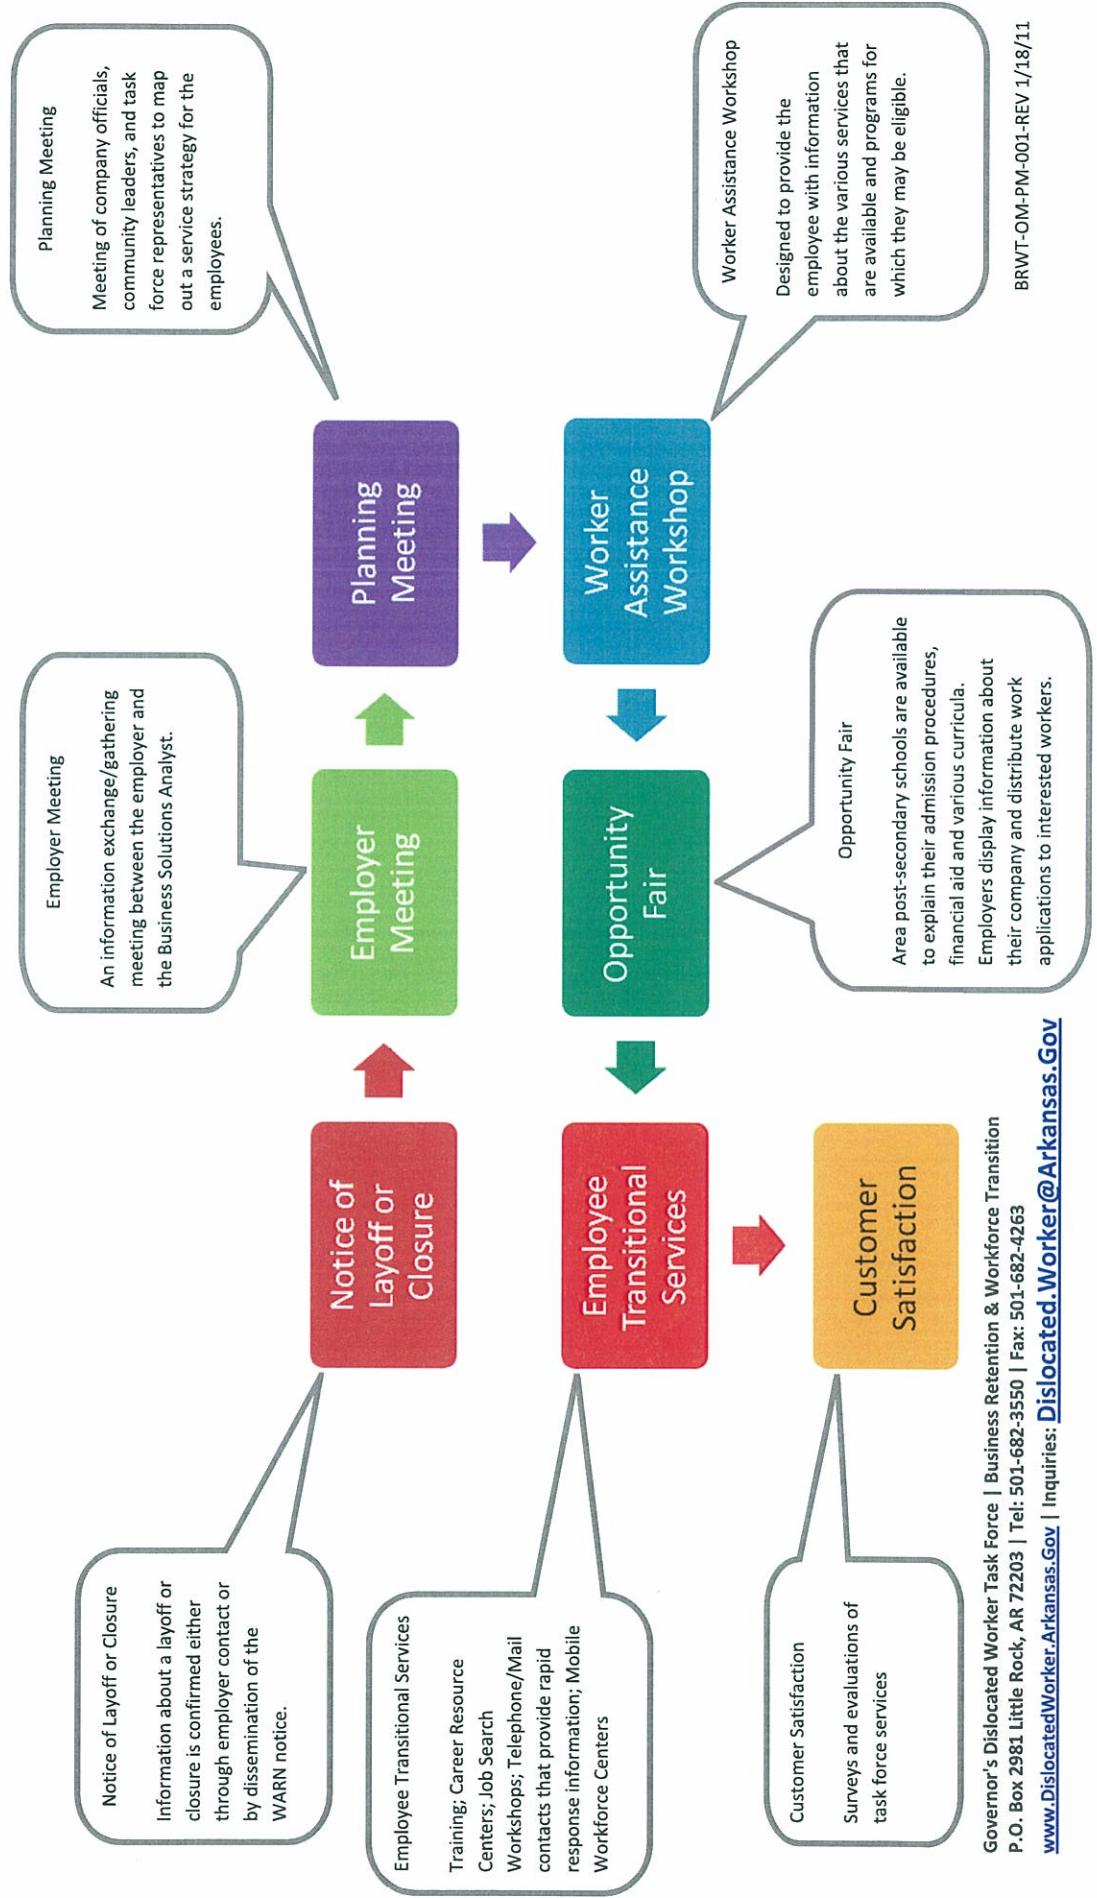 Notice of Layoff or Closure
Information about a layoff or
closure is confirmed either
through employer contact or
by dissemination of the
WARN notice.
Employer Meeting
An information exchange/gathering
meeting between the employer and
the Business Solutions Analyst.
Planning Meeting
Meeting of company officials,
community leaders, and task
force representatives to map
out a service strategy for the
employees.
Notice of
Layoff or
Closure
Employer
Meeting
Planning
Meeting
Employee Transitional Services
Training; Career Resource
Centers; Job Search
Workshops; Telephone/Mail
contacts that provide rapid
response information; Mobile
Workforce Centers
Employee
Transitional
Services
Opportunity
Fair
Worker
Assistance
Workshop
Customer Satisfaction
Surveys and evaluations of
task force services
Customer
Satisfaction
Opportunity Fair
Area post-secondary schools are available
to explain their admission procedures,
financial aid and various curricula.
Employers display information about
their company and distribute work
applications to interested workers.
Worker Assistance Workshop
Designed to provide the
employee with information
about the various services that
are available and programs for
which they may be eligible.
Governor's Dislocated Worker Task Force | Business Retention & Workforce Transition
P.O. Box 2981 Little Rock, AR 72203 | Tel: 501-682-3550 | Fax: 501-682-4263
www.DislocatedWorker.Arkansas.Gov | Inquiries: Dislocated.Worker@Arkansas.Gov
BRWT-OM-PM-001-REV 1/18/11